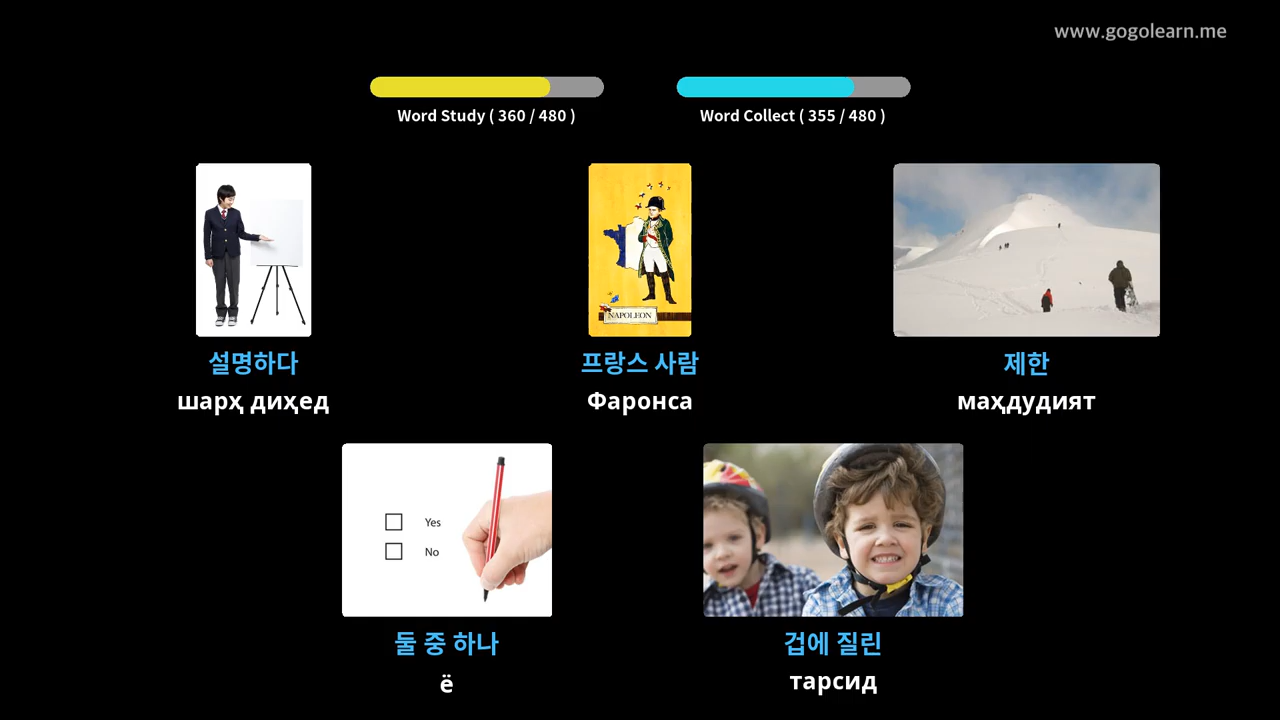 www.gogolearn.me
Word Study ( 360 / 480 )
Word Collect ( 355 / 480 )
NAPOLEON
설명하다
프랑스 사람
제한
шарҳ диҳед
Фаронса
маҳдудият
Yes
No
둘 중 하나
겁에 질린
ё
тарсид